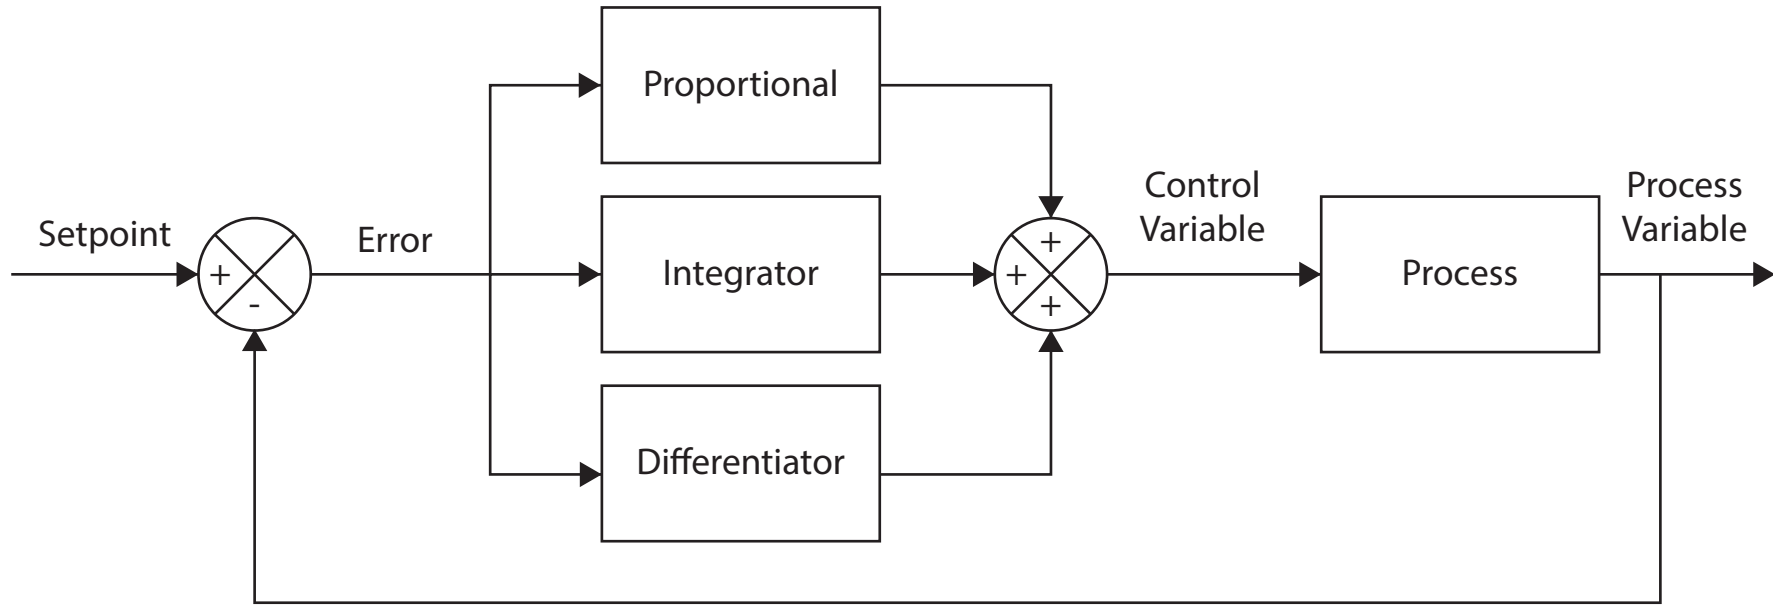 Proportional
Setpoint
+
-
Error
Integrator
+
+
+
Control
Variable
Process
Process
Variable
Differentiator